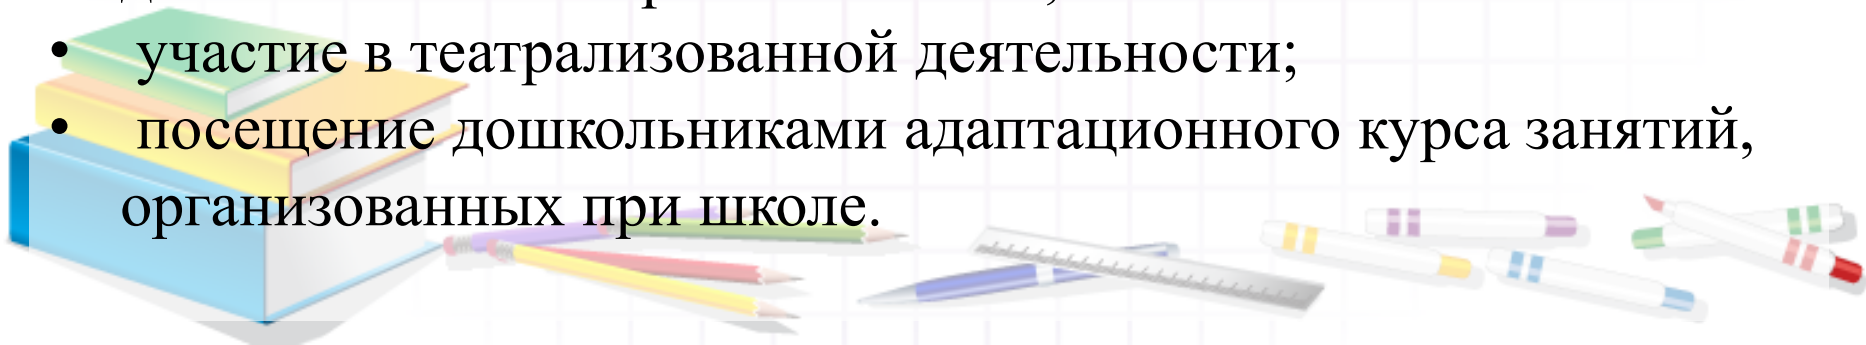 • участие в театрализованной деятельности;
• посещение дошкольниками адаптационного курса занятий,
организованных при школе.